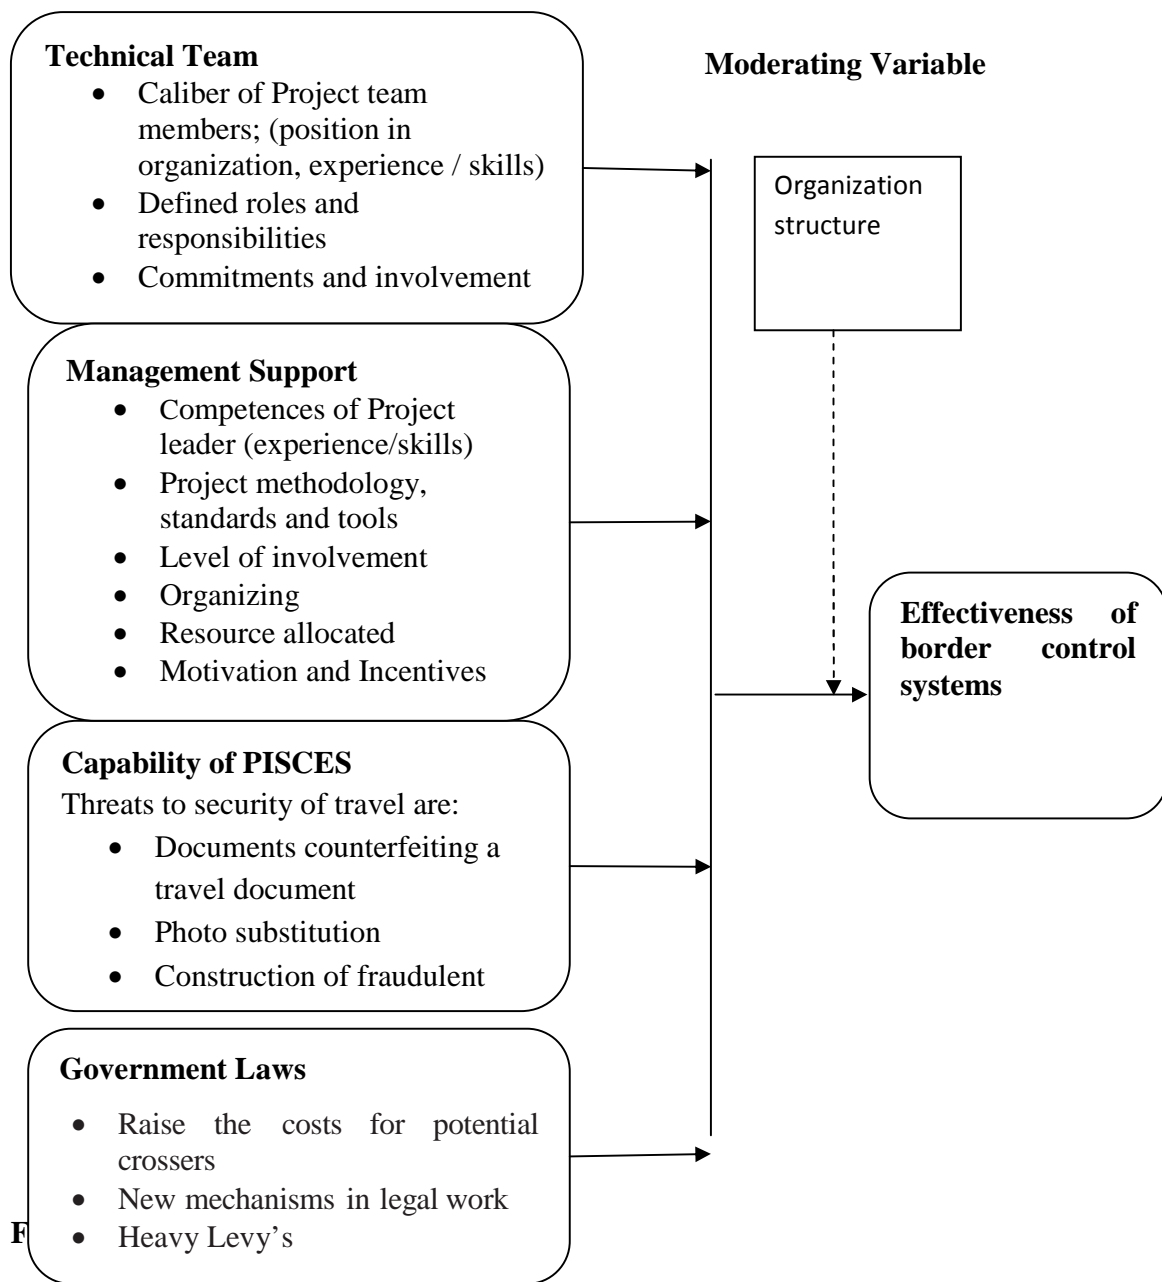 Technical Team
• Caliber of Project team
members; (position in
organization, experience / skills)
• Defined roles and
responsibilities
• Commitments and involvement
Moderating Variable
Organization
structure
Management Support
• Competences of Project
leader (experience/skills)
• Project methodology,
standards and tools
• Level of involvement
• Organizing
• Resource allocated
• Motivation and Incentives
Effectiveness of
border control
systems
Capability of PISCES
Threats to security of travel are:
• Documents counterfeiting a
travel document
• Photo substitution
• Construction of fraudulent
Government Laws
• Raise the costs for potential
crossers
• New mechanisms in legal work
• Heavy Levy’s
F